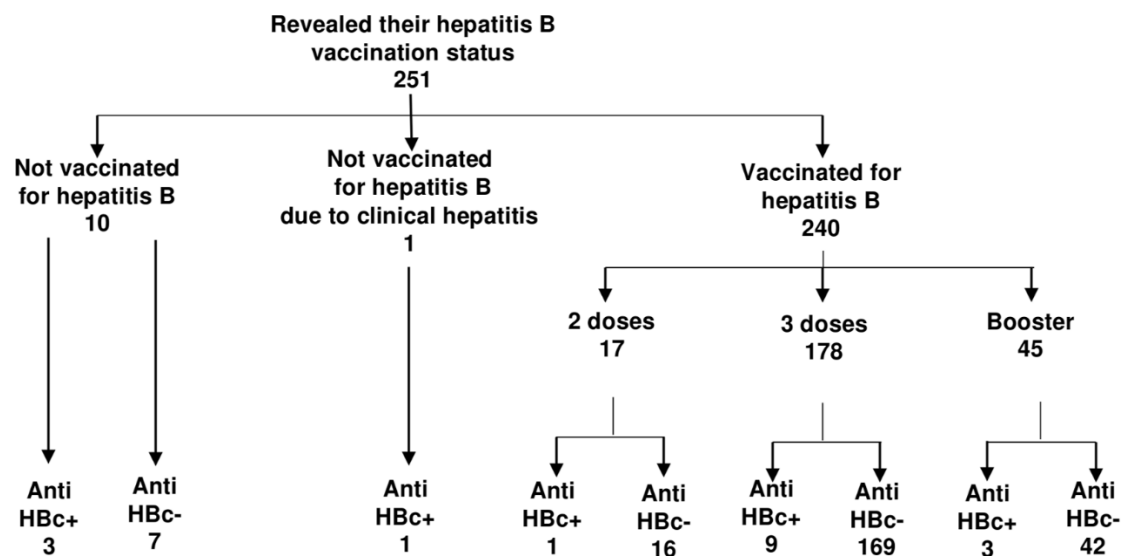 Revealed their hepatitis B
vaccination status
251
Not vaccinated
for hepatitis B
10
Not vaccinated
for hepatitis B
due to clinical hepatitis
1
Vaccinated for
hepatitis B
240
2 doses
17
3 doses
178
Booster
45
Anti
HBc+
3
Anti
HBc-
7
Anti
HBc+
1
Anti
HBc+
1
Anti
HBc-
16
Anti
HBc+
9
Anti
HBc-
169
Anti
HBc+
3
Anti
HBc-
42